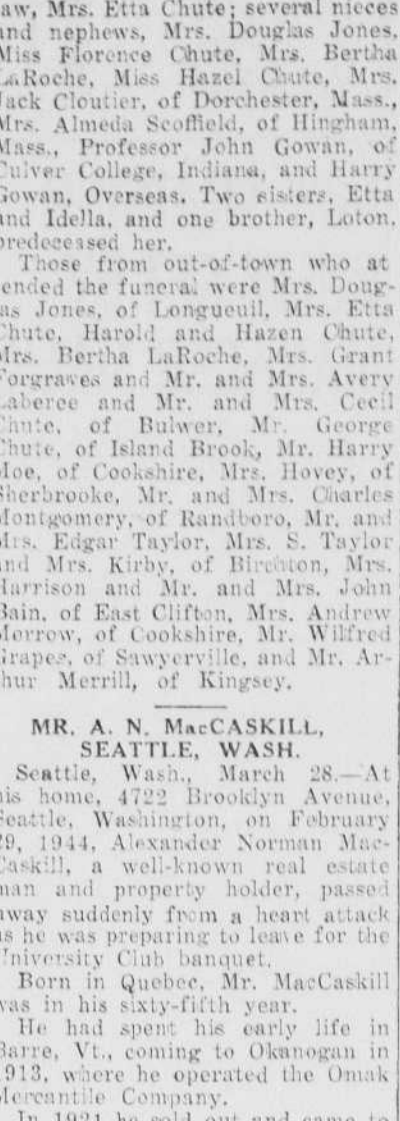 aw, Mrs. Etta Chute; several nieces
and nephews, Mrs. Douglas Jones,
Miss Florence Chute, Mrs. Bertha
LaRoche, Miss Hazel Chute, Mrs.
Jack Cloutier, of Dorchester, Mass.,
Mrs. Almeda Scoffield, of Hingham,
Mass., Professor John Gowan, of
Culver College, Indiana, and Harry
Gowan, Overseas. Two sisters, Etta
and Idella, and one brother, Loton,
predeceased her.
Those from out-of-town who at
ended the funeral were Mrs. Doug-
las Jones, of Longueuil, Mrs. Etta
Chute, Harold and Hazen Chute,
Mrs. Bertha LaRoche, Mrs. Grant
Forgraves and Mr. and Mrs. Avery
Laberee and Mr. and Mrs. Cecil
Chute, of Bulwer, Mr. George
Chute, of Island Brook, Mr. Harry
Moe, of Cookshire, Mrs. Hovey, of
Sherbrooke, Mr. and Mrs. Charles
Montgomery, of Randboro, Mr. and
Mrs. Edgar Taylor, Mrs. S. Taylor
and Mrs. Kirby, of Birchton, Mrs.
Harrison and Mr. and Mrs. John
Bain, of East Clifton, Mrs. Andrew
Morrow, of Cookshire, Mr. Wilfred
Grapes, of Sawyerville, and Mr. Ar-
thur Merrill, of Kingsey.
MR. A. N. MacCASKILL,
SEATTLE, WASH.
Seattle, Wash., March 28.—At
his home, 4722 Brooklyn Avenue,
Seattle, Washington, on February
29, 1944, Alexander Norman Mac-
Caskill, a well-known real estate
man and property holder, passed
away suddenly from a heart attack
as he was preparing to leave for the
University Club banquet.
Born in Quebec, Mr. MacCaskill
was in his sixty-fifth year.
He had spent his early life in
Barre, Vt., coming to Okanogan in
1913, where he operated the Omak
Mercantile Company.
In 1921 he sold out and came to